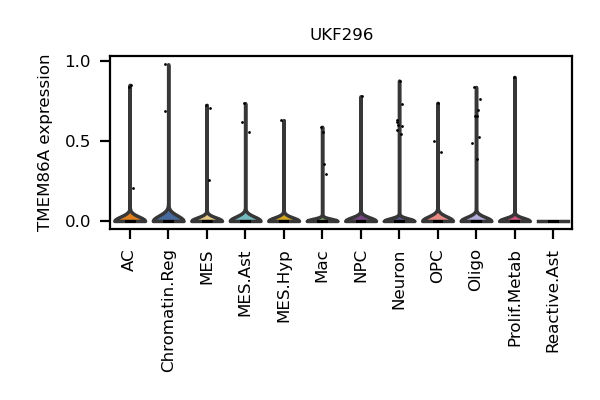 UKF296
TMEM86A expression
1.0
0.5
0.0
AC
Chromatin.Reg
MES
MES.Ast
MES.Hyp
Mac
NPC
Neuron
OPC
Oligo
Prolif.Metab
Reactive.Ast